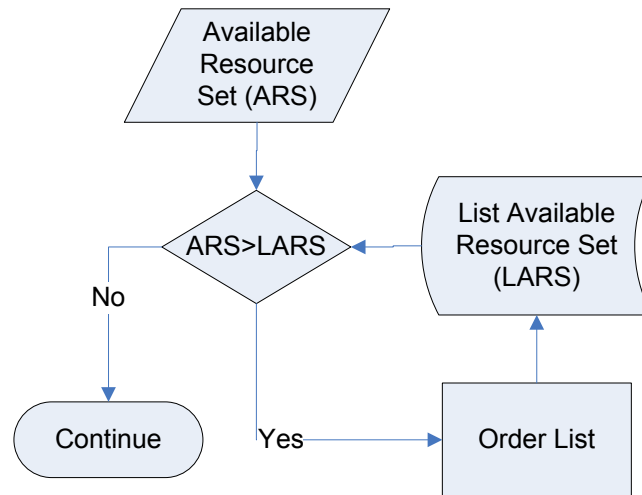 Available
Resource
Set (ARS)
ARS>LARS
List Available
Resource Set
(LARS)
No
Yes
Continue
Order List